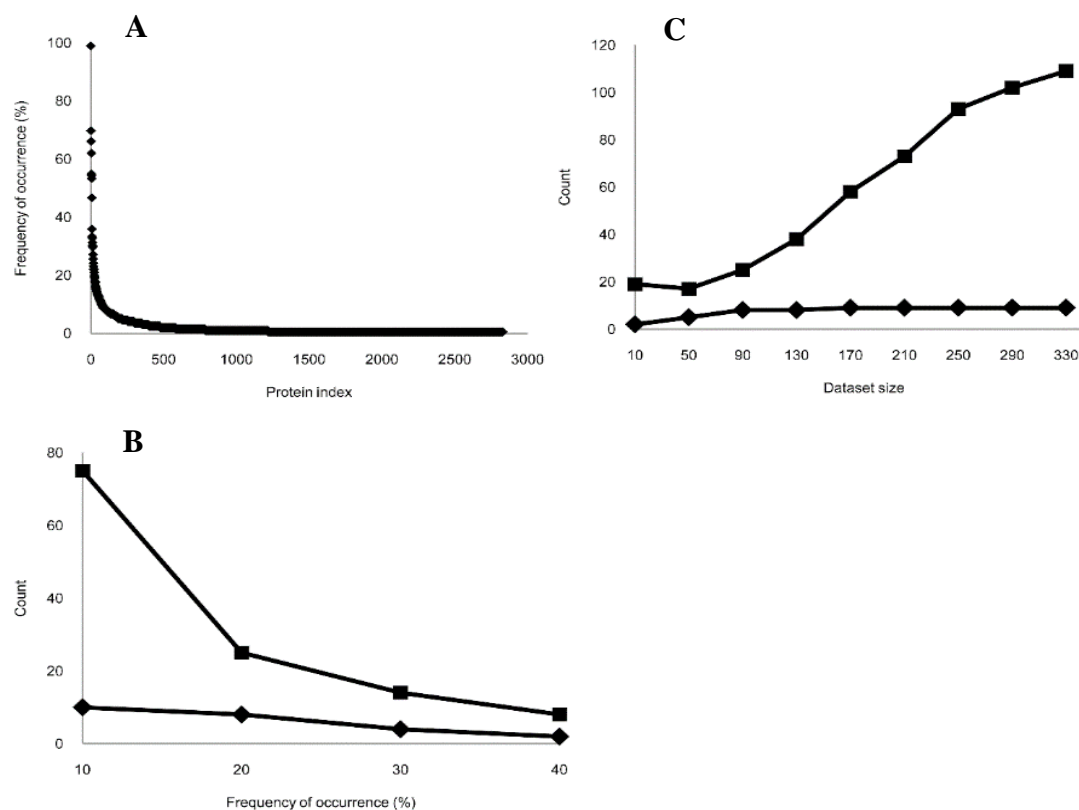 A
100
80
60
40
20
0
Frequency of occurrence (%)
0 500 1000 1500 2000 2500 3000
Protein index
C
120
100
80
60
40
20
0
Count
10 50 90 130 170 210 250 290 330
Dataset size
B
80
60
40
20
0
Count
10 20 30 40
Frequency of occurrence (%)